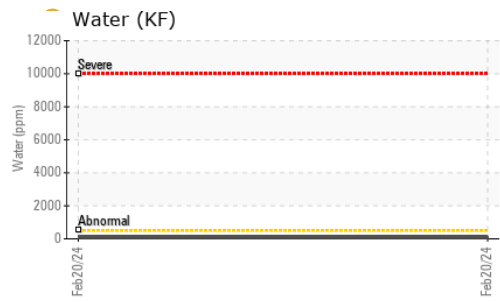 Water (KF)
12000
Severe
10000
8000
Water (ppm)
6000
4000
2000
Abnormal
0
Feb20/24
Feb20/24